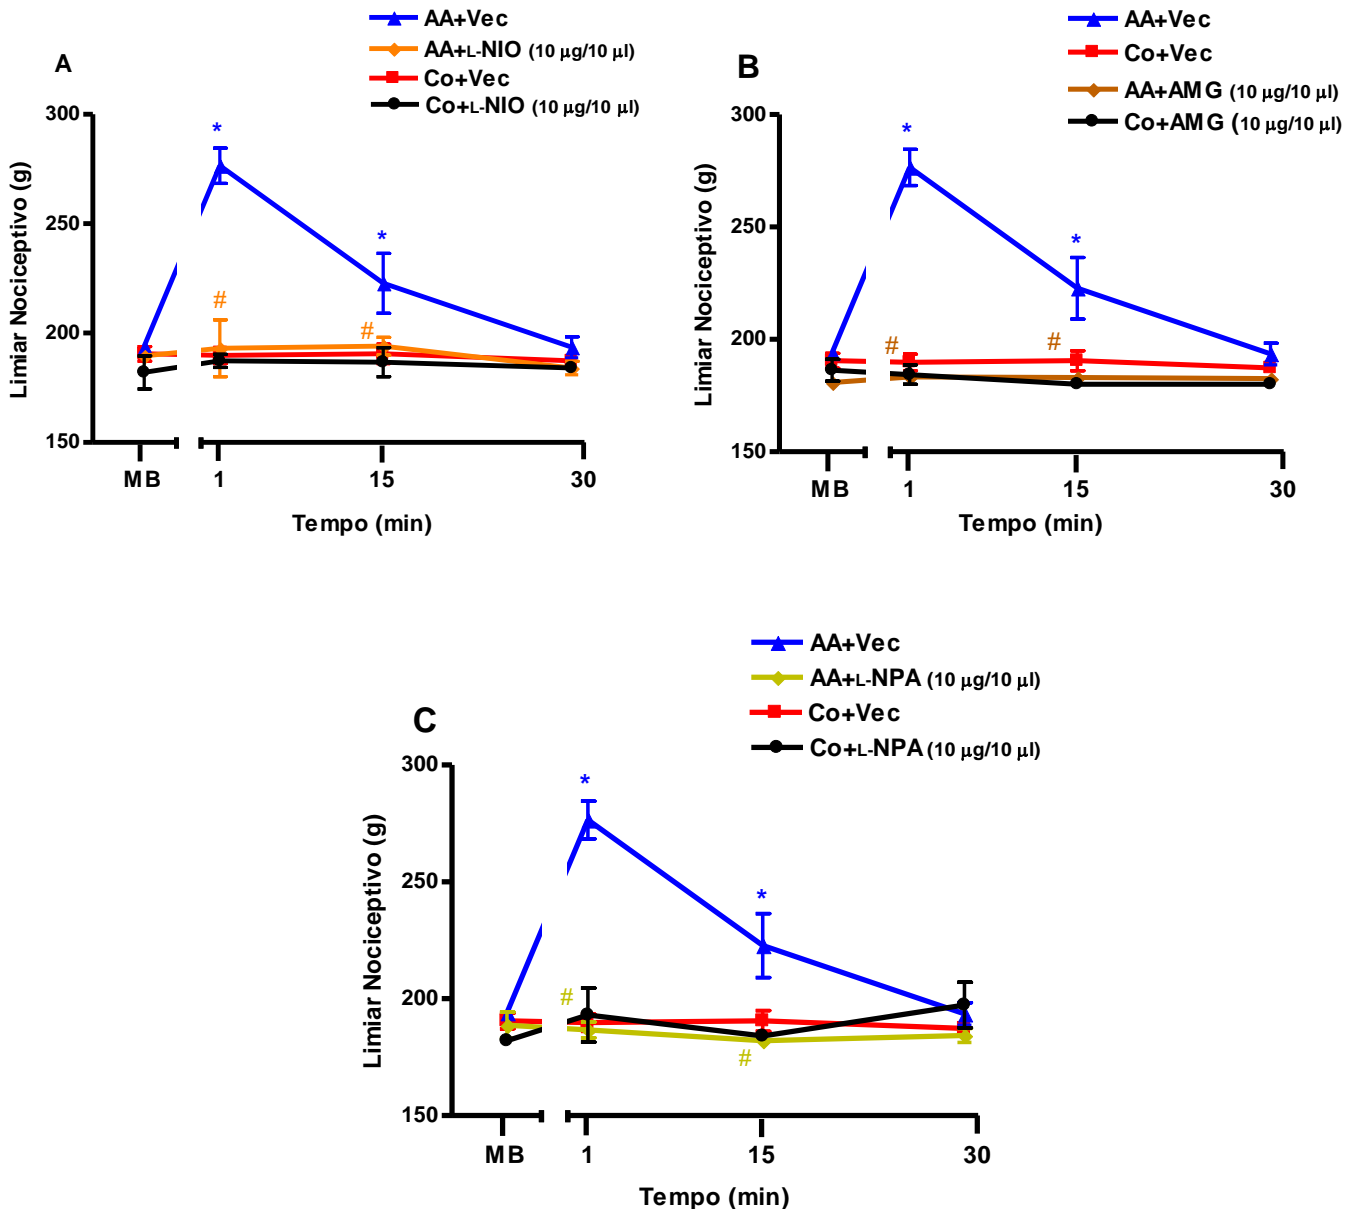 A
AA+Vec
AA+L-NIO (10 µg/10 µl)
Co+Vec
Co+L-NIO (10 µg/10 µl)
300
250
200
150
Limiar Nociceptivo (g)
*
*
#
#
MB 1 15 30
Tempo (min)
B
AA+Vec
Co+Vec
AA+AMG (10 µg/10 µl)
Co+AMG (10 µg/10 µl)
300
250
200
150
Limiar Nociceptivo (g)
*
*
#
#
MB 1 15 30
Tempo (min)
C
AA+Vec
AA+L-NPA (10 µg/10 µl)
Co+Vec
Co+L-NPA (10 µg/10 µl)
300
250
200
150
Limiar Nociceptivo (g)
*
*
#
#
MB 1 15 30
Tempo (min)